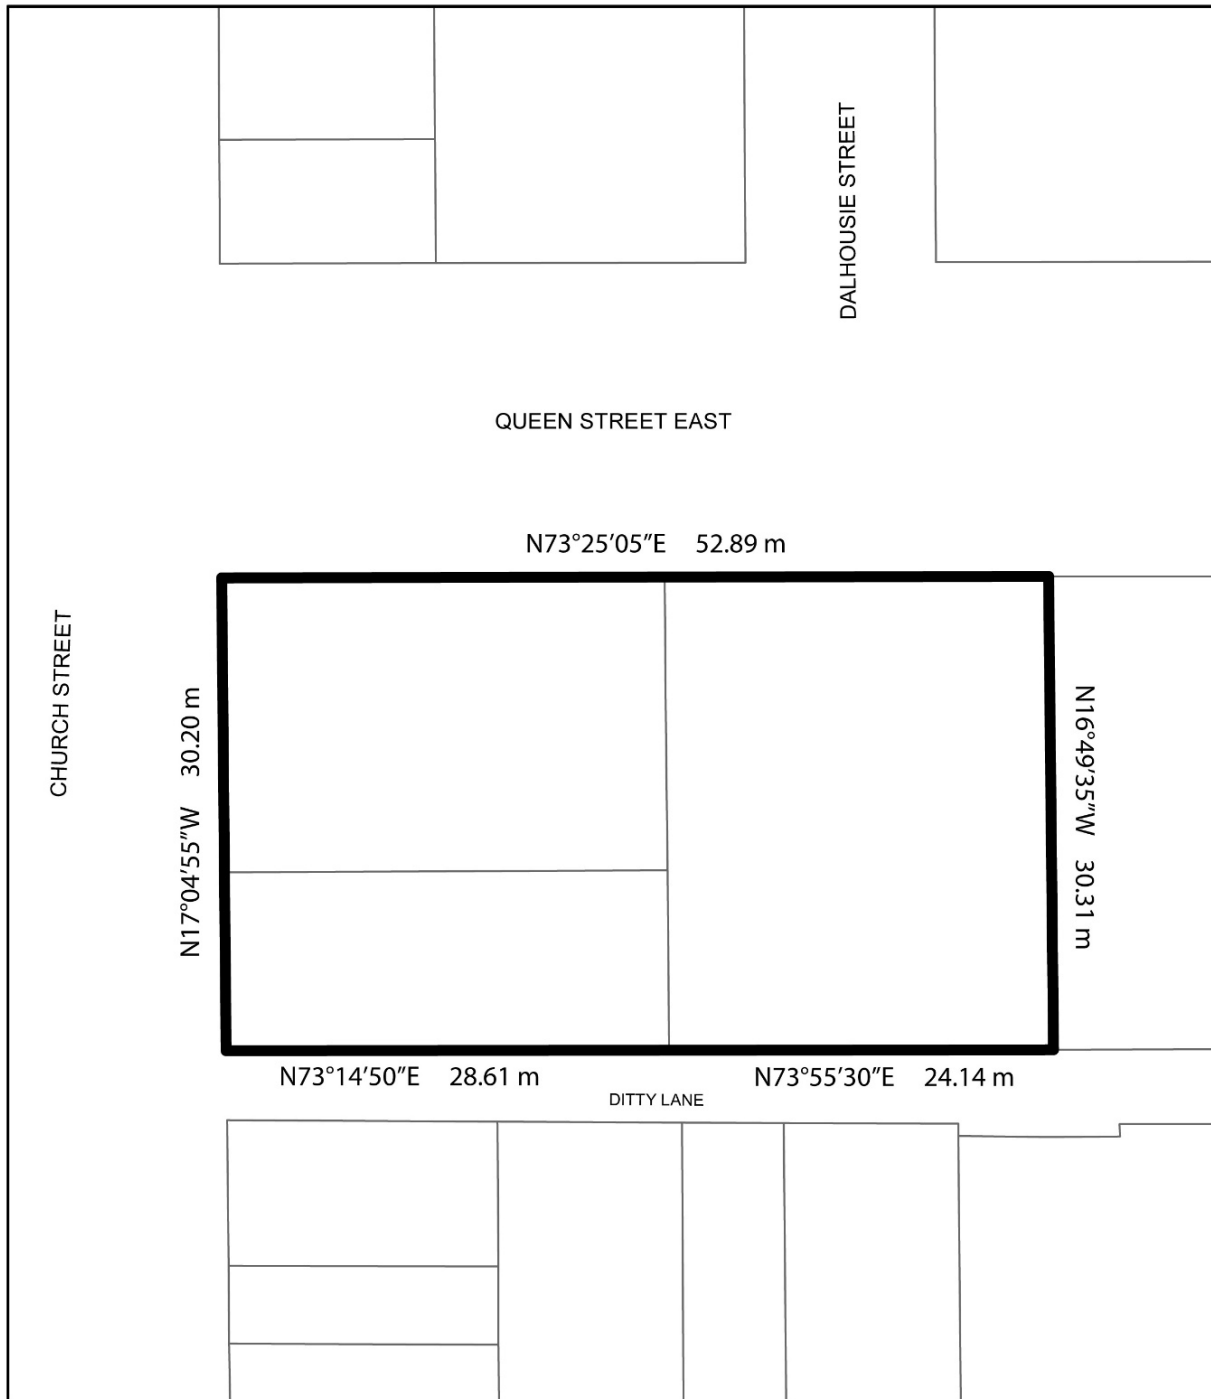 DALHOUSIE STREET
QUEEN STREET EAST
N73°25'05"E 52.89 m
CHURCH STREET
N17°04'55"W 30.20 m
N16°49'35"W 30.31 m
N73°14'50"E 28.61 m
N73°55'30"E 24.14 m
DITTY LANE